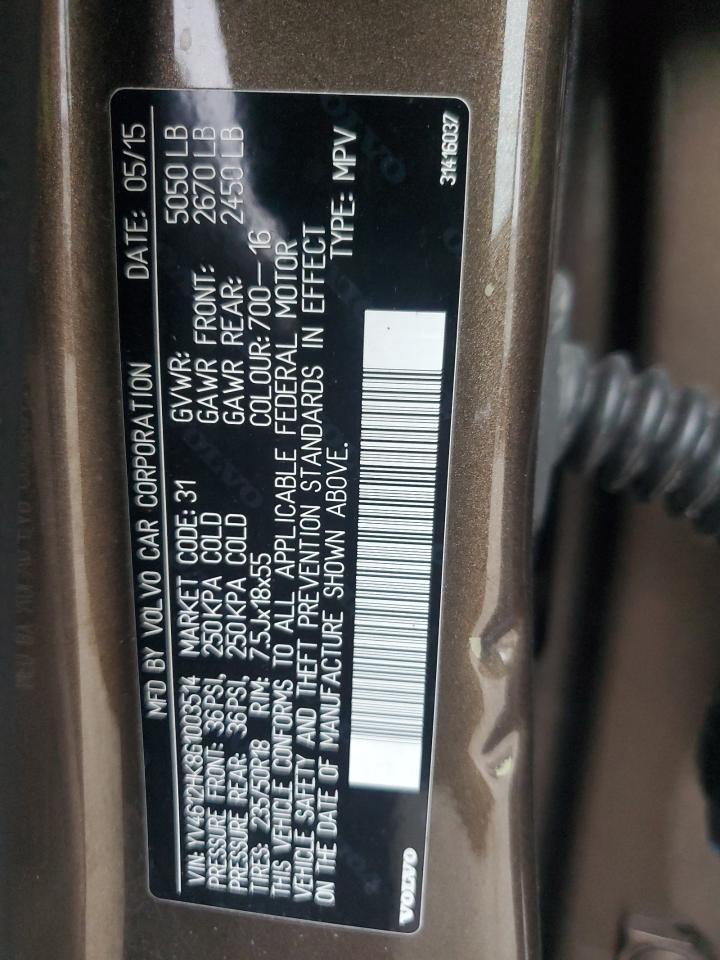 MFD BY VOLVO CAR CORPORATION DATE: 05/15
VIN: YV4612HK8G1003514 MARKET CODE: 31 GVWR: 5050 LB
PRESSURE FRONT: 36PSI, 250KPA COLD GAWR FRONT: 2670 LB
PRESSURE REAR: 36PSI, 250KPA COLD GAWR REAR: 2450 LB
TIRES: 235/50R18 RIM: 7.5Jx18x55 COLOUR: 700—16
THIS VEHICLE CONFORMS TO ALL APPLICABLE FEDERAL MOTOR
VEHICLE SAFETY AND THEFT PREVENTION STANDARDS IN EFFECT
ON THE DATE OF MANUFACTURE SHOWN ABOVE. TYPE: MPV
VOLVO 31416037